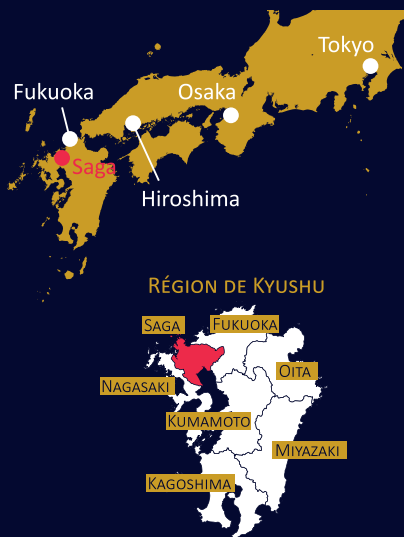 Tokyo
Fukuoka
Osaka
Saga
Hiroshima
RÉGION DE KYUSHU
SAGA
FUKUOKA
OITA
NAGASAKI
KUMAMOTO
MIYAZAKI
KAGOSHIMA